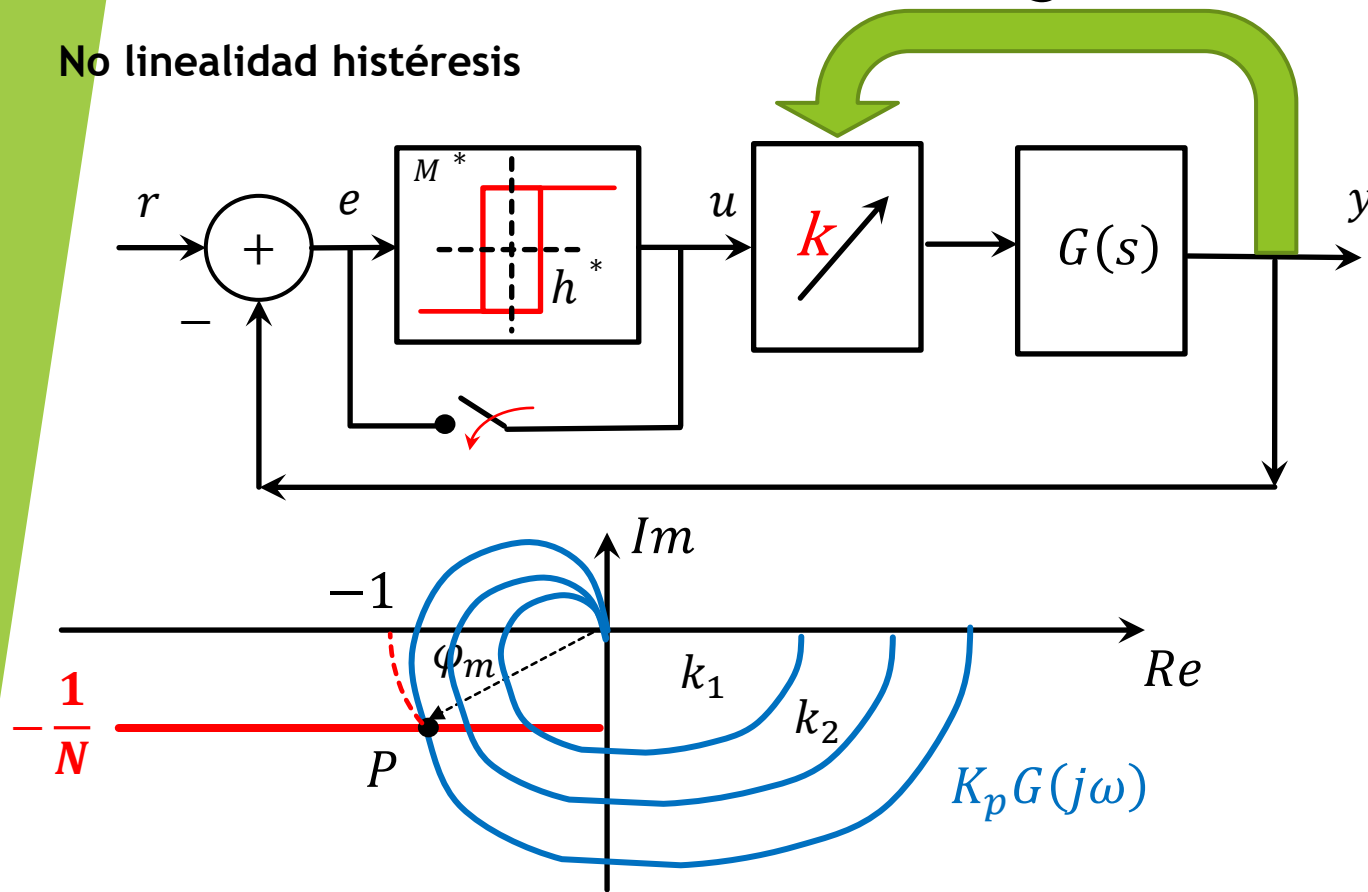 No linealidad histéresis
M *
r
e
u
y
+
k
G(s)
h *
−
Im
−1
φm
k1
Re
k2
− 1/N
P
KpG(jω)